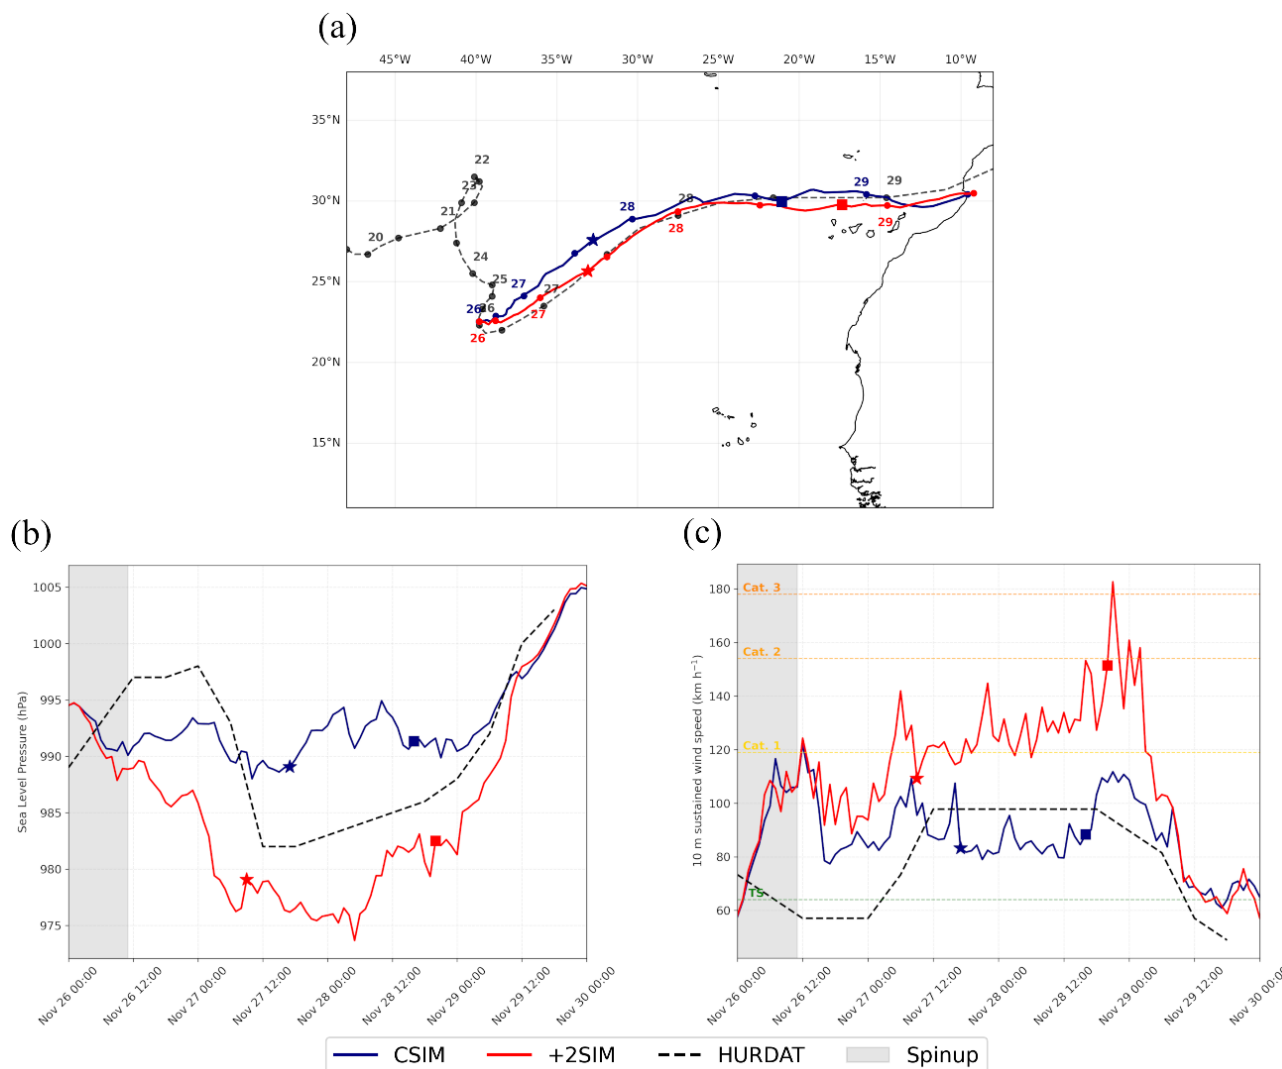 (a)
45°W 40°W 35°W 30°W 25°W 20°W 15°W 10°W
35°N
30°N
25°N
20°N
15°N
22
23
21
20
24
25
26
26
26
27
27
27
28
28
28
29
29
29
(b)
(c)
Sea Level Pressure (hPa)
1005
1000
995
990
985
980
975
Nov 26 00:00
Nov 26 12:00
Nov 27 00:00
Nov 27 12:00
Nov 28 00:00
Nov 28 12:00
Nov 29 00:00
Nov 29 12:00
Nov 30 00:00
10 m sustained wind speed (km h⁻¹)
180
160
140
120
100
80
60
Cat. 3
Cat. 2
Cat. 1
TS
Nov 26 00:00
Nov 26 12:00
Nov 27 00:00
Nov 27 12:00
Nov 28 00:00
Nov 28 12:00
Nov 29 00:00
Nov 29 12:00
Nov 30 00:00
CSIM +2SIM HURDAT Spinup